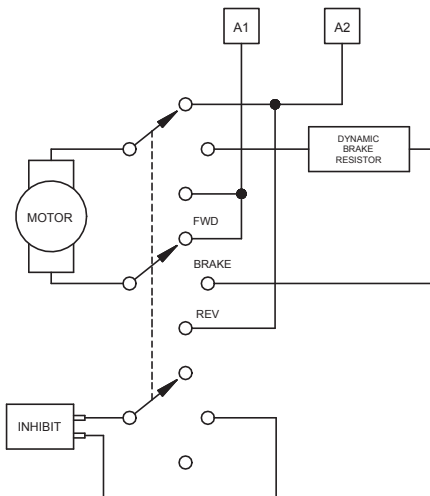 A1
A2
DYNAMIC
BRAKE
RESISTOR
MOTOR
FWD
BRAKE
REV
INHIBIT